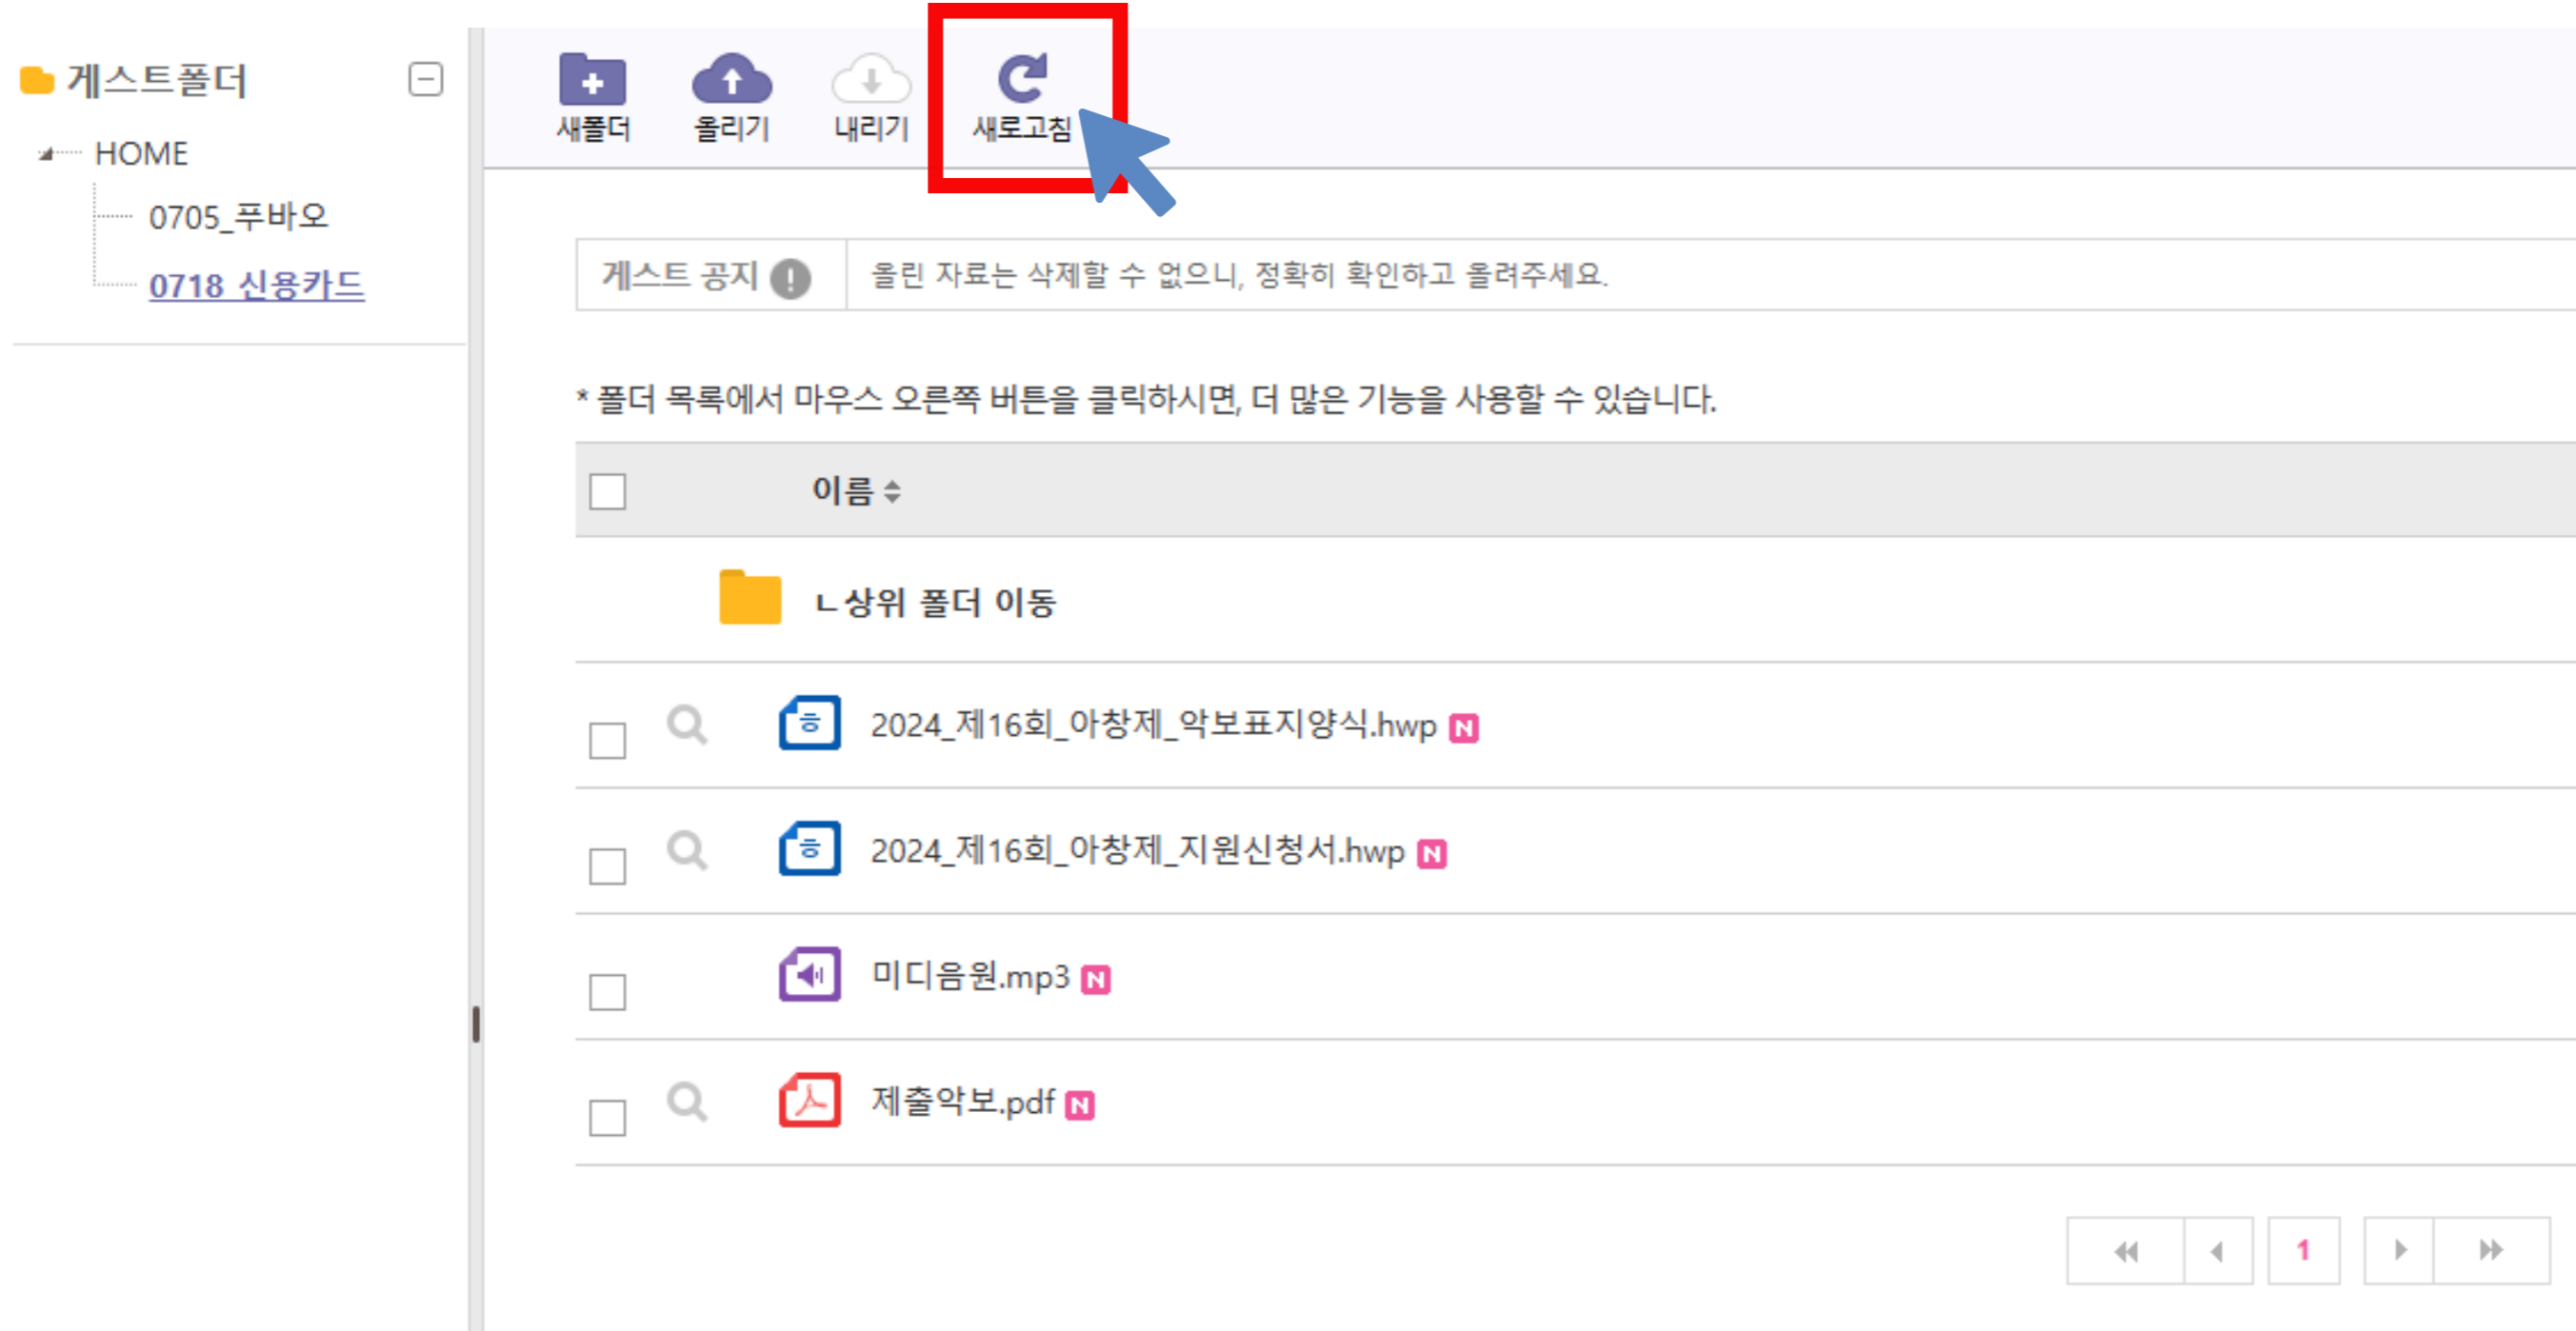 게스트폴더
HOME
0705_푸바오
0718_신용카드
새폴더 올리기 내리기 새로고침
게스트 공지 ! 올린 자료는 삭제할 수 없으니, 정확히 확인하고 올려주세요.
* 폴더 목록에서 마우스 오른쪽 버튼을 클릭하시면, 더 많은 기능을 사용할 수 있습니다.
이름
ㄴ상위 폴더 이동
2024_제16회_아창제_악보표지양식.hwp N
2024_제16회_아창제_지원신청서.hwp N
미디음원.mp3 N
제출악보.pdf N
1